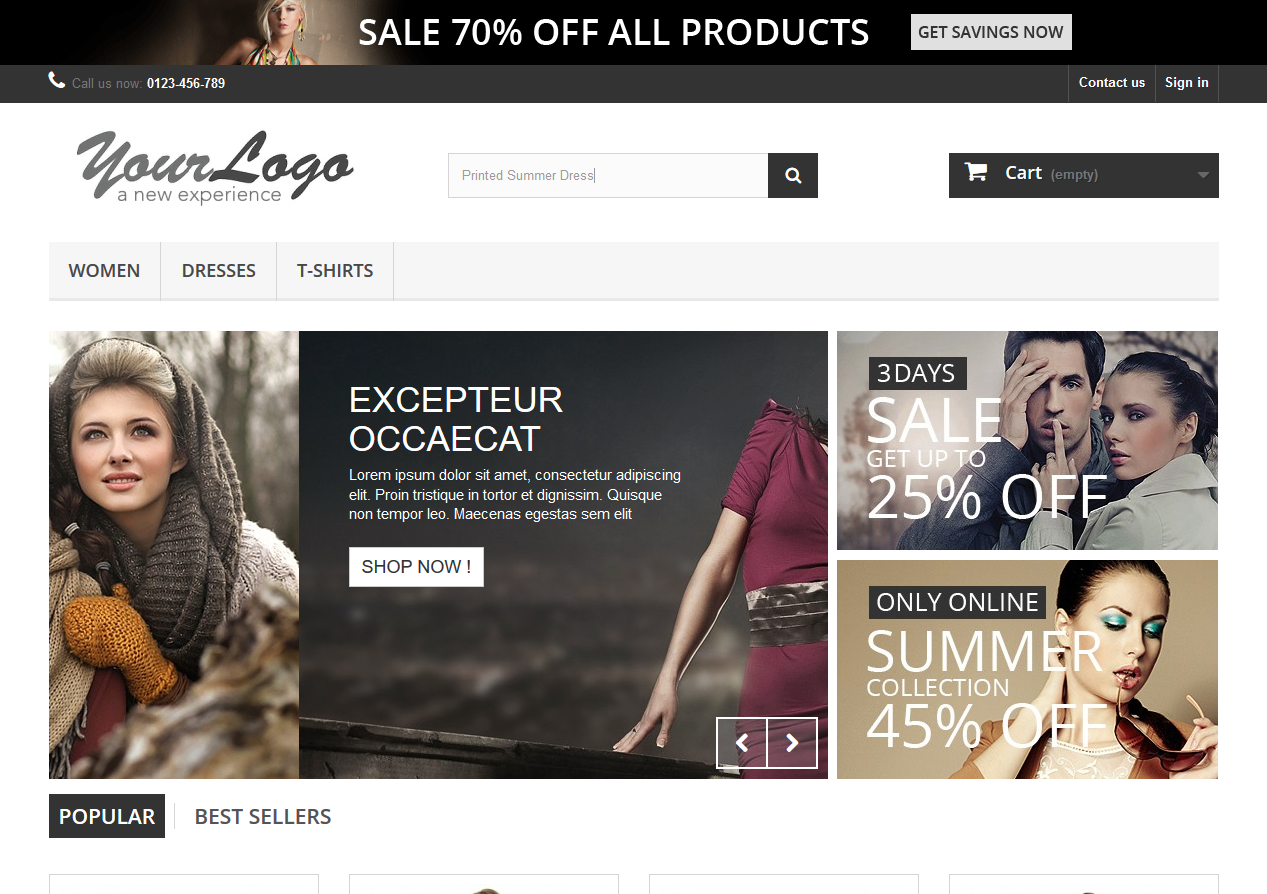 SALE 70% OFF ALL PRODUCTS
GET SAVINGS NOW
Call us now: 0123-456-789
Contact us
Sign in
YourLogo
a new experience
Printed Summer Dress
Cart (empty)
WOMEN
DRESSES
T-SHIRTS
EXCEPTEUR
OCCAECAT
Lorem ipsum dolor sit amet, consectetur adipiscing
elit. Proin tristique in tortor et dignissim. Quisque
non tempor leo. Maecenas egestas sem elit
SHOP NOW !
3 DAYS
SALE
GET UP TO
25% OFF
ONLY ONLINE
SUMMER
COLLECTION
45% OFF
POPULAR
BEST SELLERS